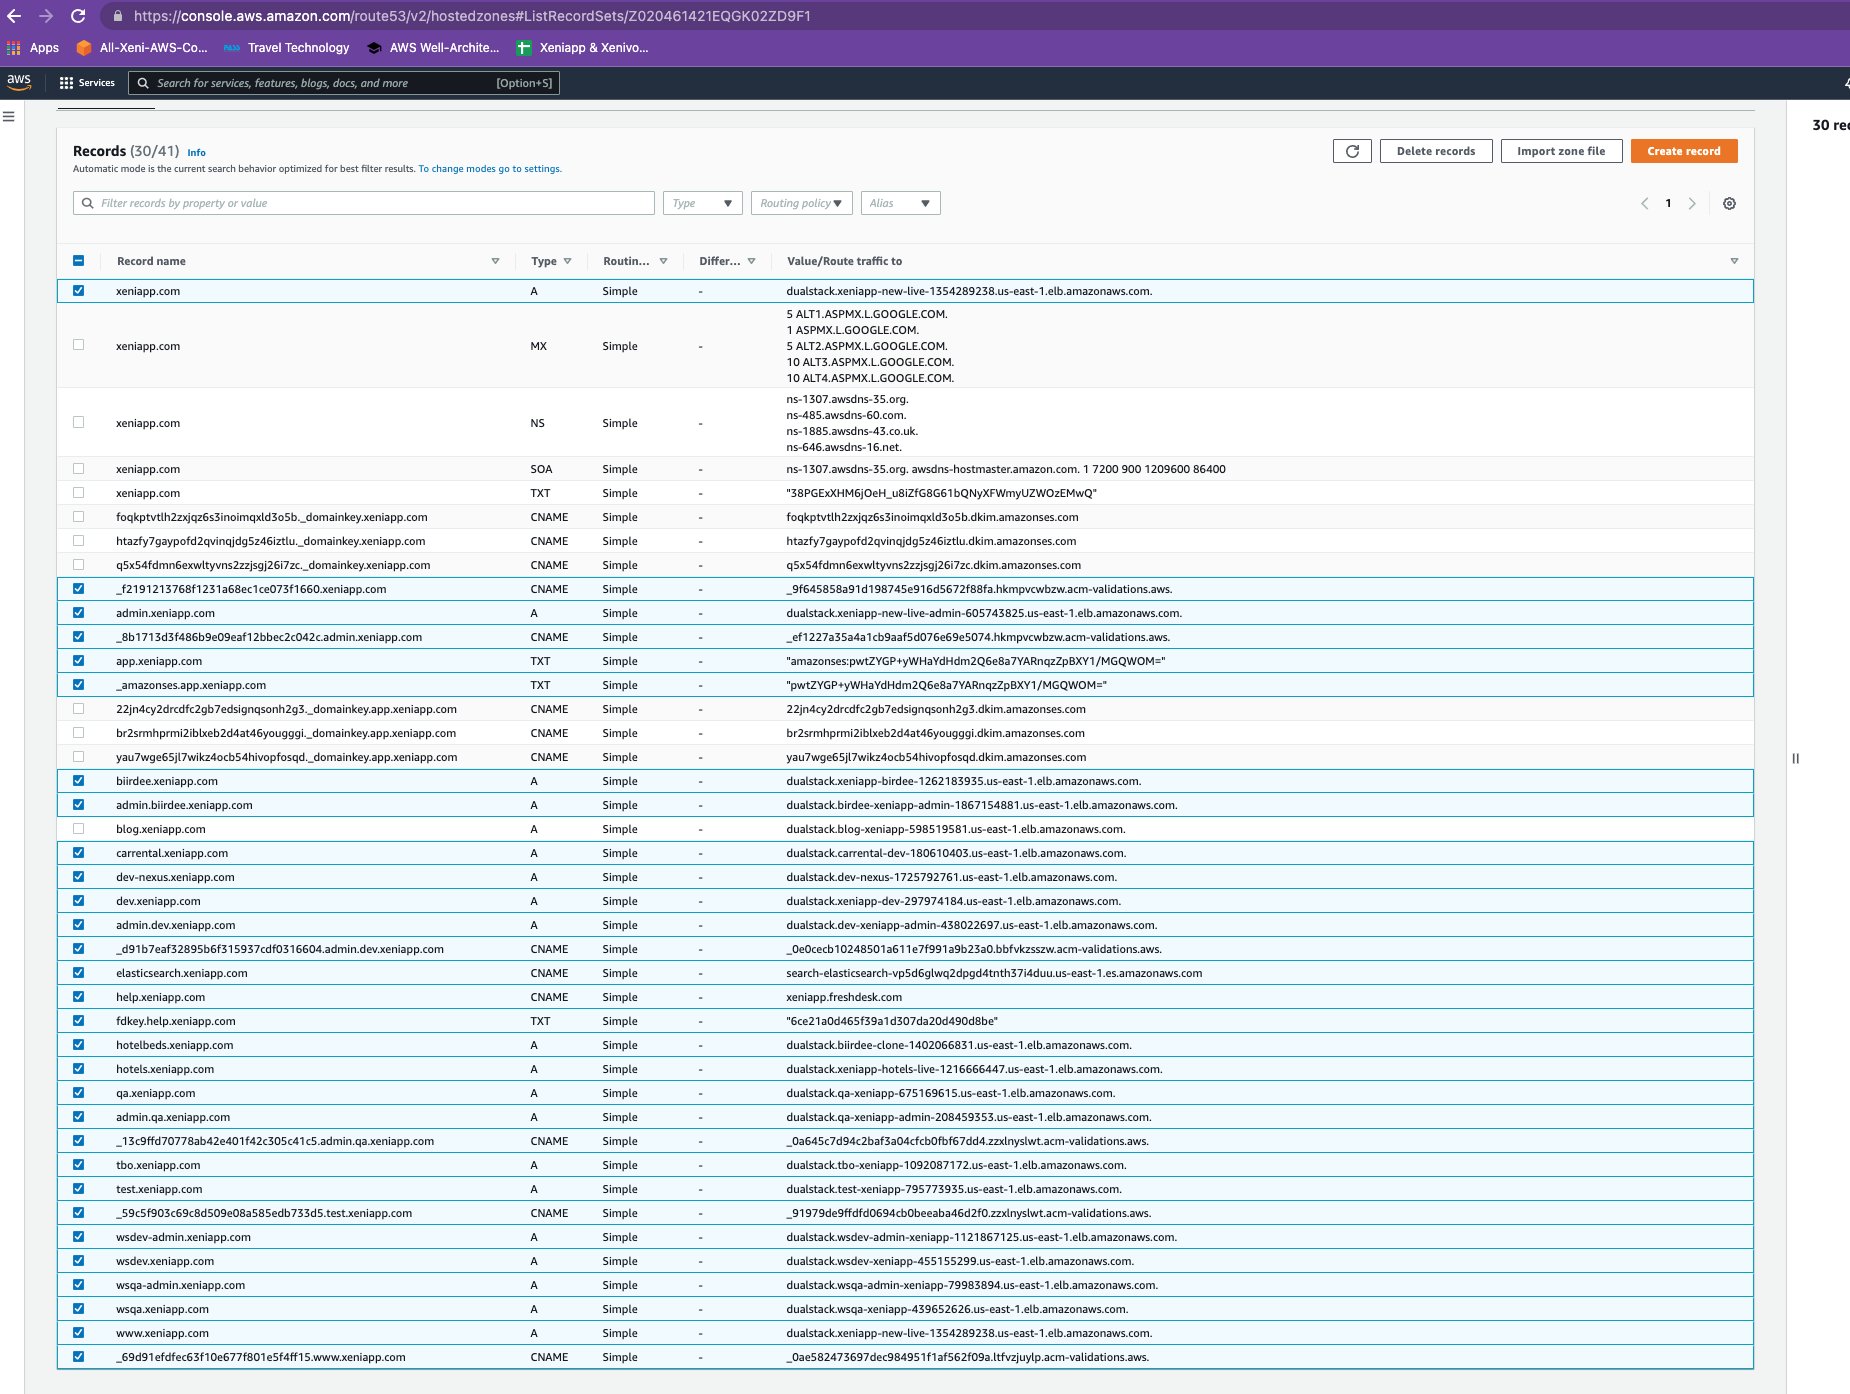 https://console.aws.amazon.com/route53/v2/hostedzones#ListRecordSets/Z020461421EQGK02ZD9F1
Apps All-Xeni-AWS-Co... PASS Travel Technology AWS Well-Archite... Xeniapp & Xenivo...
aws Services Search for services, features, blogs, docs, and more [Option+S]
30 rec
Records (30/41) Info Delete records Import zone file Create record
Automatic mode is the current search behavior optimized for best filter results. To change modes go to settings.
Filter records by property or value Type Routing policy Alias 1
Record name Type Routin... Differ... Value/Route traffic to
xeniapp.com A Simple - dualstack.xeniapp-new-live-1354289238.us-east-1.elb.amazonaws.com.
5 ALT1.ASPMX.L.GOOGLE.COM.
1 ASPMX.L.GOOGLE.COM.
xeniapp.com MX Simple - 5 ALT2.ASPMX.L.GOOGLE.COM.
10 ALT3.ASPMX.L.GOOGLE.COM.
10 ALT4.ASPMX.L.GOOGLE.COM.
ns-1307.awsdns-35.org.
ns-485.awsdns-60.com.
xeniapp.com NS Simple - ns-1885.awsdns-43.co.uk.
ns-646.awsdns-16.net.
xeniapp.com SOA Simple - ns-1307.awsdns-35.org. awsdns-hostmaster.amazon.com. 1 7200 900 1209600 86400
xeniapp.com TXT Simple - "38PGExXHM6jOeH_u8iZfG8G61bQNyXFWmyUZWOzEMwQ"
foqkptvtlh2zxjqz6s3inoimqxld3o5b._domainkey.xeniapp.com CNAME Simple - foqkptvtlh2zxjqz6s3inoimqxld3o5b.dkim.amazonses.com
htazfy7gaypofd2qvinqjdg5z46iztlu._domainkey.xeniapp.com CNAME Simple - htazfy7gaypofd2qvinqjdg5z46iztlu.dkim.amazonses.com
q5x54fdmn6exwltyvns2zzjsgj26i7zc._domainkey.xeniapp.com CNAME Simple - q5x54fdmn6exwltyvns2zzjsgj26i7zc.dkim.amazonses.com
_f2191213768f1231a68ec1ce073f1660.xeniapp.com CNAME Simple - _9f645858a91d198745e916d5672f88fa.hkmpvcwbzw.acm-validations.aws.
admin.xeniapp.com A Simple - dualstack.xeniapp-new-live-admin-605743825.us-east-1.elb.amazonaws.com.
_8b1713d3f486b9e09eaf12bbec2c042c.admin.xeniapp.com CNAME Simple - _ef1227a35a4a1cb9aaf5d076e69e5074.hkmpvcwbzw.acm-validations.aws.
app.xeniapp.com TXT Simple - "amazonses:pwtZYGP+yWHaYdHdm2Q6e8a7YARnqzZpBXY1/MGQWOM="
_amazonses.app.xeniapp.com TXT Simple - "pwtZYGP+yWHaYdHdm2Q6e8a7YARnqzZpBXY1/MGQWOM="
22jn4cy2drcdfc2gb7edsignqsonh2g3._domainkey.app.xeniapp.com CNAME Simple - 22jn4cy2drcdfc2gb7edsignqsonh2g3.dkim.amazonses.com
br2srmhprmi2iblxeb2d4at46yougggi._domainkey.app.xeniapp.com CNAME Simple - br2srmhprmi2iblxeb2d4at46yougggi.dkim.amazonses.com
yau7wge65jl7wikz4ocb54hivopfosqd._domainkey.app.xeniapp.com CNAME Simple - yau7wge65jl7wikz4ocb54hivopfosqd.dkim.amazonses.com
biirdee.xeniapp.com A Simple - dualstack.xeniapp-birdee-1262183935.us-east-1.elb.amazonaws.com.
admin.biirdee.xeniapp.com A Simple - dualstack.birdee-xeniapp-admin-1867154881.us-east-1.elb.amazonaws.com.
blog.xeniapp.com A Simple - dualstack.blog-xeniapp-598519581.us-east-1.elb.amazonaws.com.
carrental.xeniapp.com A Simple - dualstack.carrental-dev-180610403.us-east-1.elb.amazonaws.com.
dev-nexus.xeniapp.com A Simple - dualstack.dev-nexus-1725792761.us-east-1.elb.amazonaws.com.
dev.xeniapp.com A Simple - dualstack.xeniapp-dev-297974184.us-east-1.elb.amazonaws.com.
admin.dev.xeniapp.com A Simple - dualstack.dev-xeniapp-admin-438022697.us-east-1.elb.amazonaws.com.
_d91b7eaf32895b6f315937cdf0316604.admin.dev.xeniapp.com CNAME Simple - _0e0cecb10248501a611e7f991a9b23a0.bbfvkzsszw.acm-validations.aws.
elasticsearch.xeniapp.com CNAME Simple - search-elasticsearch-vp5d6glwq2dpgd4tnth37i4duu.us-east-1.es.amazonaws.com
help.xeniapp.com CNAME Simple - xeniapp.freshdesk.com
fdkey.help.xeniapp.com TXT Simple - "6ce21a0d465f39a1d307da20d490d8be"
hotelbeds.xeniapp.com A Simple - dualstack.biirdee-clone-1402066831.us-east-1.elb.amazonaws.com.
hotels.xeniapp.com A Simple - dualstack.xeniapp-hotels-live-1216666447.us-east-1.elb.amazonaws.com.
qa.xeniapp.com A Simple - dualstack.qa-xeniapp-675169615.us-east-1.elb.amazonaws.com.
admin.qa.xeniapp.com A Simple - dualstack.qa-xeniapp-admin-208459353.us-east-1.elb.amazonaws.com.
_13c9ffd70778ab42e401f42c305c41c5.admin.qa.xeniapp.com CNAME Simple - _0a645c7d94c2baf3a04cfcb0fbf67dd4.zzxlnyslwt.acm-validations.aws.
tbo.xeniapp.com A Simple - dualstack.tbo-xeniapp-1092087172.us-east-1.elb.amazonaws.com.
test.xeniapp.com A Simple - dualstack.test-xeniapp-795773935.us-east-1.elb.amazonaws.com.
_59c5f903c69c8d509e08a585edb733d5.test.xeniapp.com CNAME Simple - _91979de9ffdfd0694cb0beeaba46d2f0.zzxlnyslwt.acm-validations.aws.
wsdev-admin.xeniapp.com A Simple - dualstack.wsdev-admin-xeniapp-1121867125.us-east-1.elb.amazonaws.com.
wsdev.xeniapp.com A Simple - dualstack.wsdev-xeniapp-455155299.us-east-1.elb.amazonaws.com.
wsqa-admin.xeniapp.com A Simple - dualstack.wsqa-admin-xeniapp-79983894.us-east-1.elb.amazonaws.com.
wsqa.xeniapp.com A Simple - dualstack.wsqa-xeniapp-439652626.us-east-1.elb.amazonaws.com.
www.xeniapp.com A Simple - dualstack.xeniapp-new-live-1354289238.us-east-1.elb.amazonaws.com.
_69d91efdfec63f10e677f801e5f4ff15.www.xeniapp.com CNAME Simple - _0ae582473697dec984951f1af562f09a.ltfvzjuylp.acm-validations.aws.